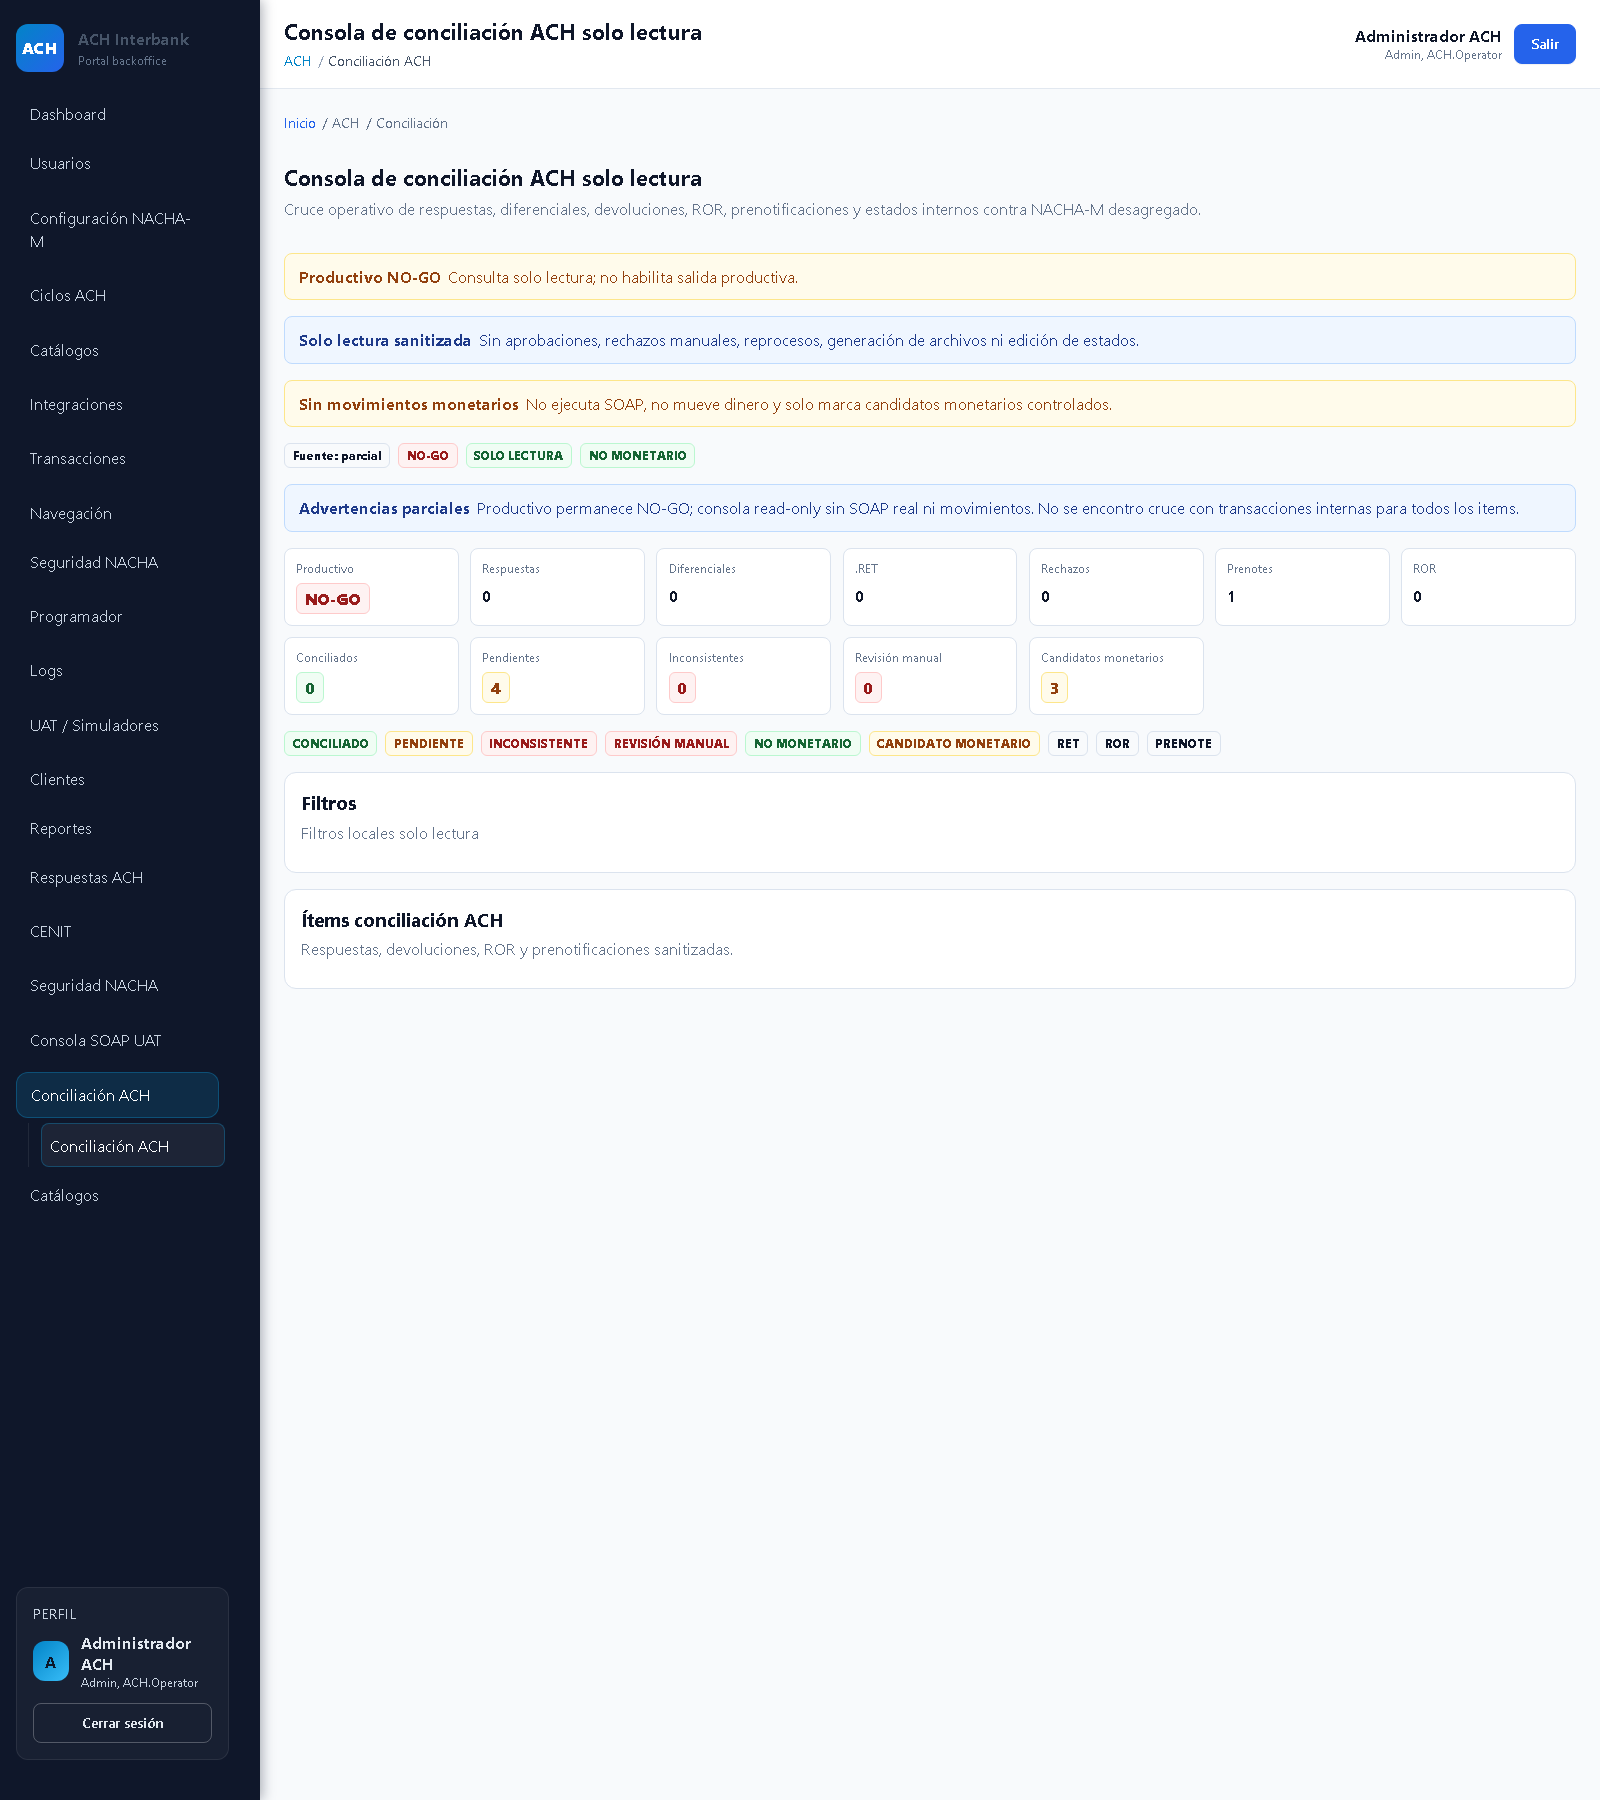 ACH
ACH Interbank
Portal backoffice
Dashboard
Usuarios
Configuración NACHA-
M
Ciclos ACH
Catálogos
Integraciones
Transacciones
Navegación
Seguridad NACHA
Programador
Logs
UAT / Simuladores
Clientes
Reportes
Respuestas ACH
CENIT
Seguridad NACHA
Consola SOAP UAT
Conciliación ACH
Conciliación ACH
Catálogos
PERFIL
A
Administrador
ACH
Admin, ACH.Operator
Cerrar sesión
Consola de conciliación ACH solo lectura
ACH / Conciliación ACH
Administrador ACH
Admin, ACH.Operator
Salir
Inicio / ACH / Conciliación
Consola de conciliación ACH solo lectura
Cruce operativo de respuestas, diferenciales, devoluciones, ROR, prenotificaciones y estados internos contra NACHA-M desagregado.
Productivo NO-GO Consulta solo lectura; no habilita salida productiva.
Solo lectura sanitizada Sin aprobaciones, rechazos manuales, reprocesos, generación de archivos ni edición de estados.
Sin movimientos monetarios No ejecuta SOAP, no mueve dinero y solo marca candidatos monetarios controlados.
Fuente: parcial NO-GO SOLO LECTURA NO MONETARIO
Advertencias parciales Productivo permanece NO-GO; consola read-only sin SOAP real ni movimientos. No se encontro cruce con transacciones internas para todos los items.
Productivo
NO-GO
Respuestas
0
Diferenciales
0
.RET
0
Rechazos
0
Prenotes
1
ROR
0
Conciliados
0
Pendientes
4
Inconsistentes
0
Revisión manual
0
Candidatos monetarios
3
CONCILIADO PENDIENTE INCONSISTENTE REVISIÓN MANUAL NO MONETARIO CANDIDATO MONETARIO RET ROR PRENOTE
Filtros
Filtros locales solo lectura
Ítems conciliación ACH
Respuestas, devoluciones, ROR y prenotificaciones sanitizadas.